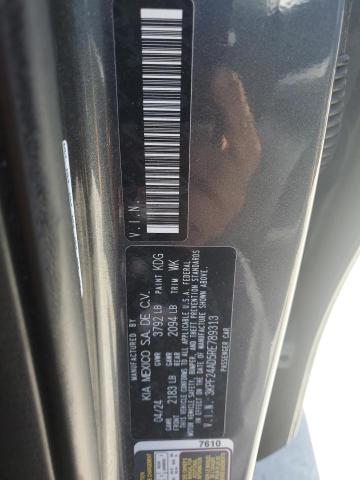 V.I.N.
KIA MEXICO S.A. DE C.V.
04/24 GVWR 3792 LB PAINT KDG
GAWR FRONT 2183 LB GAWR REAR 2094 LB TRIM WK
THIS VEHICLE CONFORMS TO ALL APPLICABLE U.S.A. FEDERAL
MOTOR VEHICLE SAFETY, BUMPER, AND THEFT PREVENTION STANDARDS
IN EFFECT ON THE DATE OF MANUFACTURE SHOWN ABOVE.
V.I.N.: 3KPF24AD5RE789313
PASSENGER CAR
7610